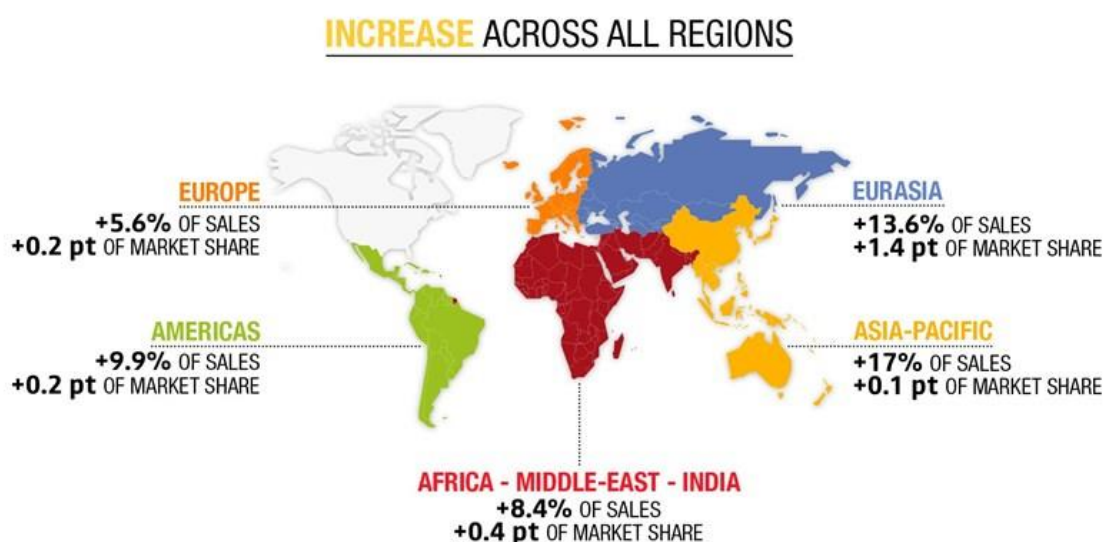 INCREASE ACROSS ALL REGIONS
EUROPE
+5.6% OF SALES
+0.2 pt OF MARKET SHARE
EURASIA
+13.6% OF SALES
+1.4 pt OF MARKET SHARE
AMERICAS
+9.9% OF SALES
+0.2 pt OF MARKET SHARE
ASIA-PACIFIC
+17% OF SALES
+0.1 pt OF MARKET SHARE
AFRICA - MIDDLE-EAST - INDIA
+8.4% OF SALES
+0.4 pt OF MARKET SHARE